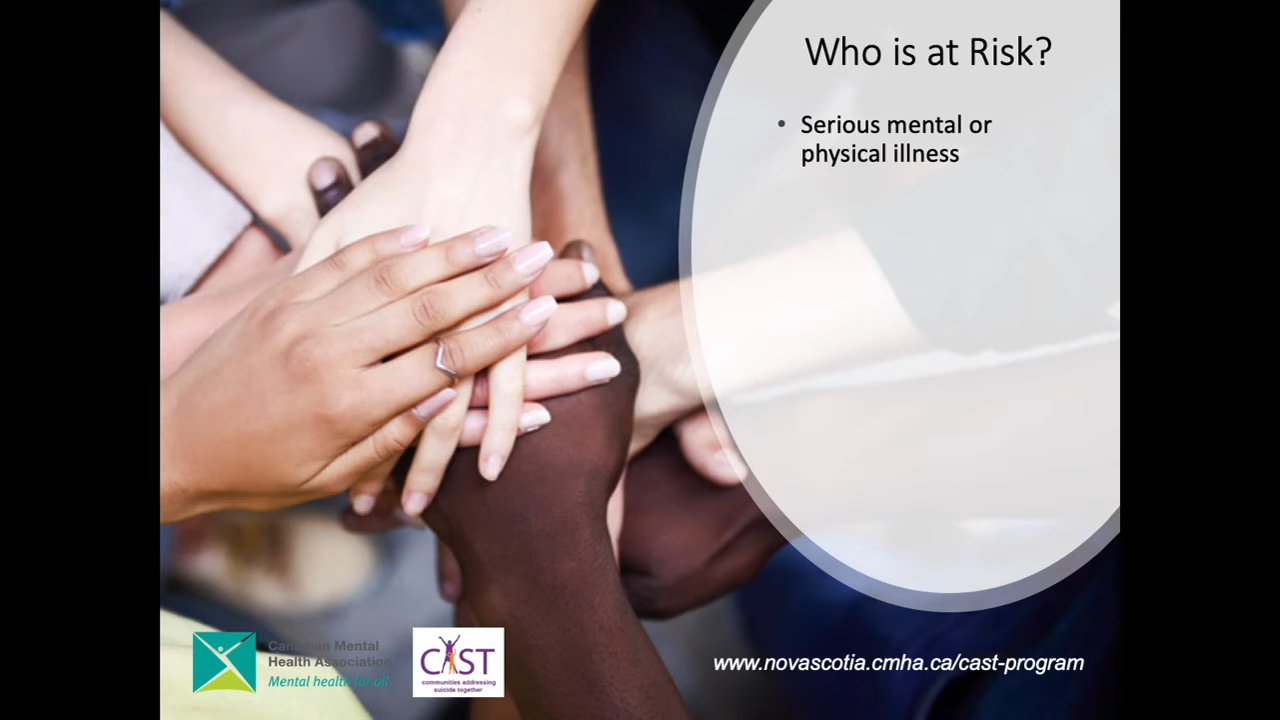 Who is at Risk?
• Serious mental or
physical illness
Canadian Mental
Health Association
Mental health for all
CAST
communities addressing
suicide together
www.novascotia.cmha.ca/cast-program